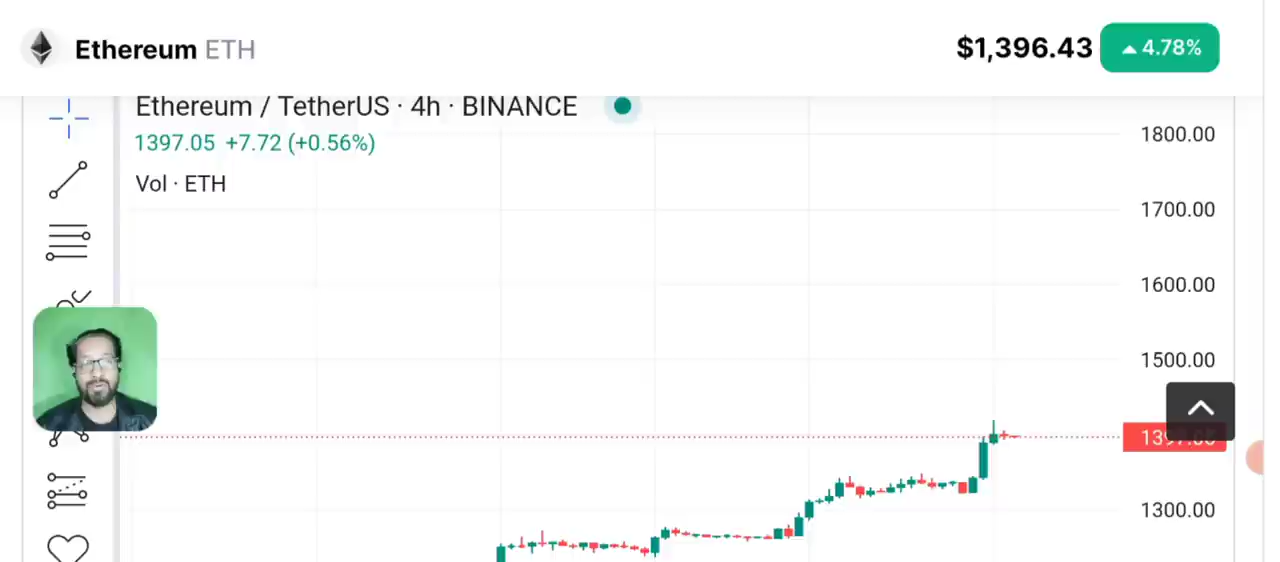 Ethereum ETH
$1,396.43 ▲ 4.78%
Ethereum / TetherUS · 4h · BINANCE
1397.05 +7.72 (+0.56%)
Vol · ETH
1800.00
1700.00
1600.00
1500.00
1300.00